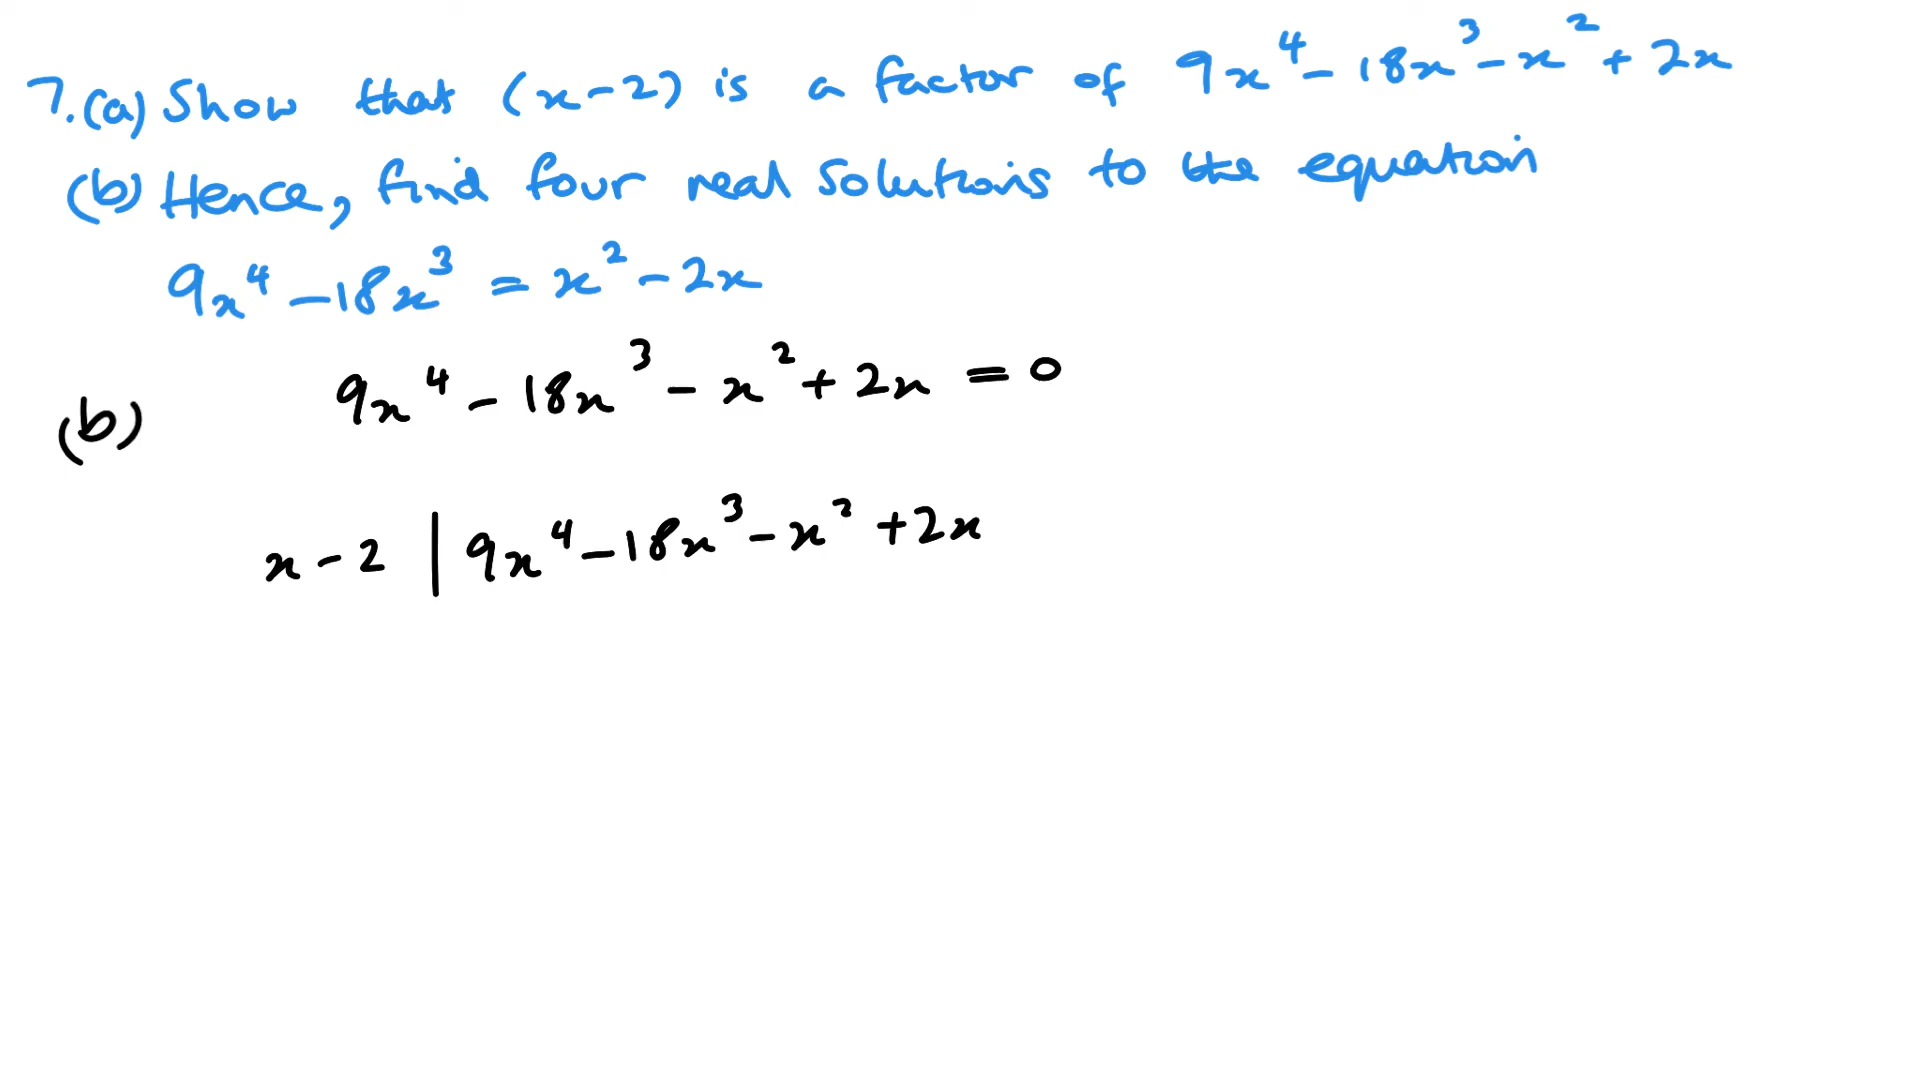 7.(a) Show that (x-2) is a factor of 9x⁴-18x³-x²+2x
(b) Hence, find four real solutions to the equation
9x⁴-18x³ = x²-2x
(b) 9x⁴-18x³-x²+2x = 0
x-2 | 9x⁴-18x³-x²+2x